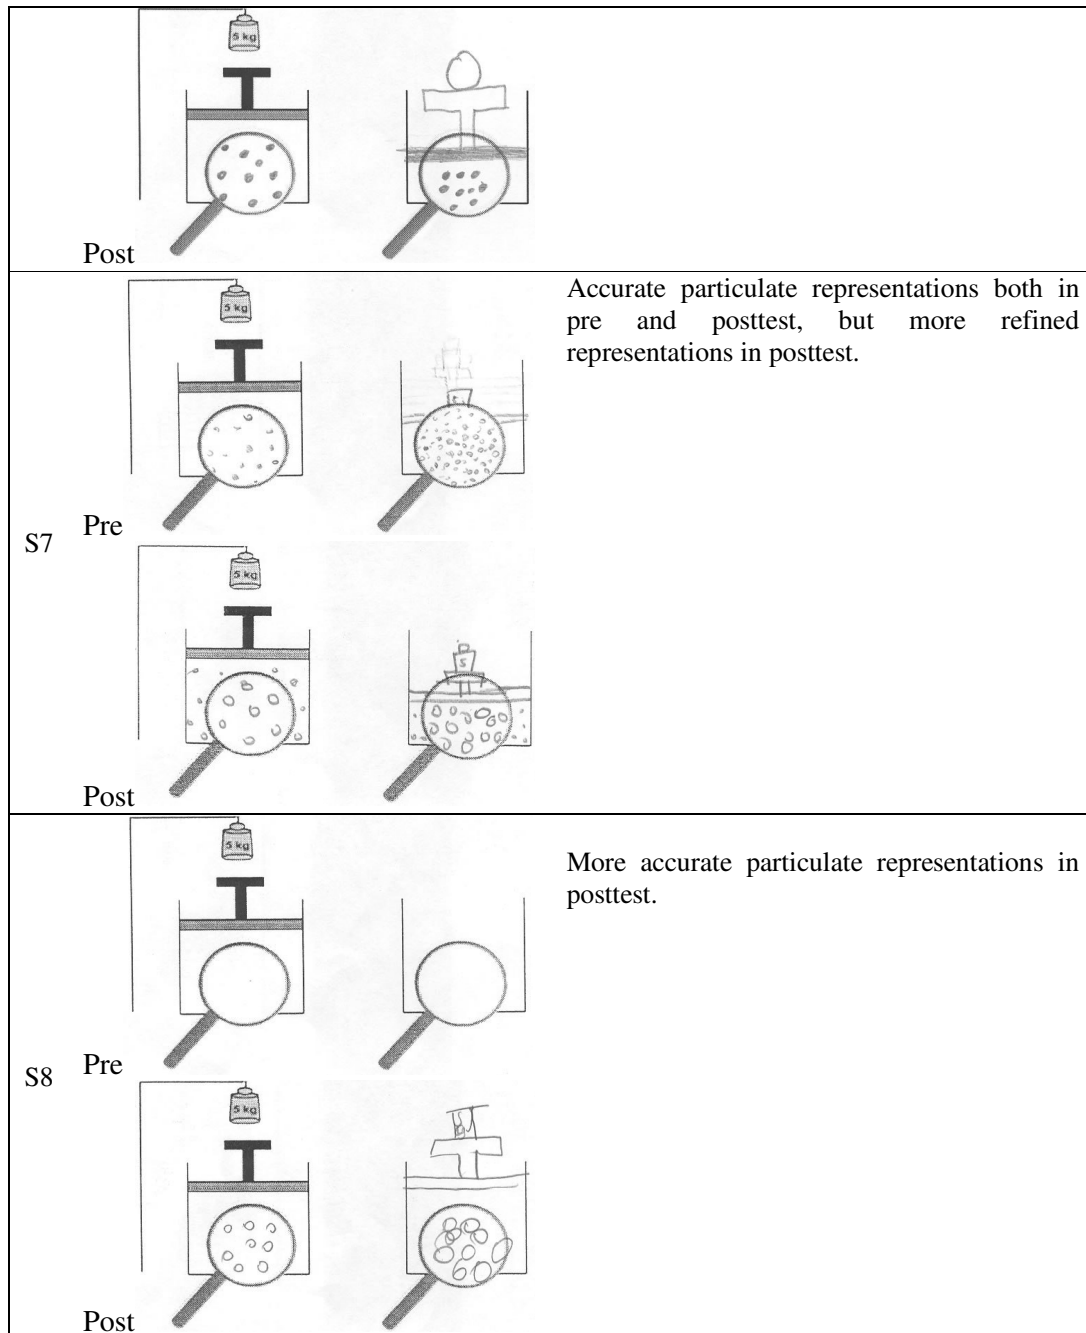 5 kg
Post
5 kg
Accurate particulate representations both in
pre and posttest, but more refined
representations in posttest.
Pre
S7
5 kg
5
Post
5 kg
More accurate particulate representations in
posttest.
Pre
S8
5 kg
Post